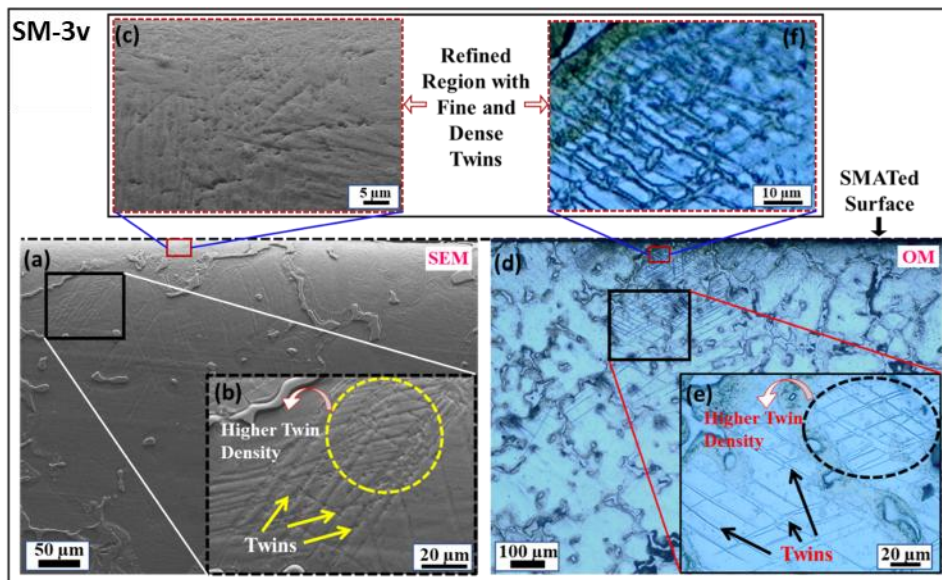 SM-3v
(c)
5 µm
Refined
Region with
Fine and
Dense
Twins
(f)
10 µm
SMATed
Surface
(a)
SEM
(b)
Higher Twin
Density
Twins
50 µm
20 µm
(d)
OM
(e)
Higher Twin
Density
Twins
100 µm
20 µm